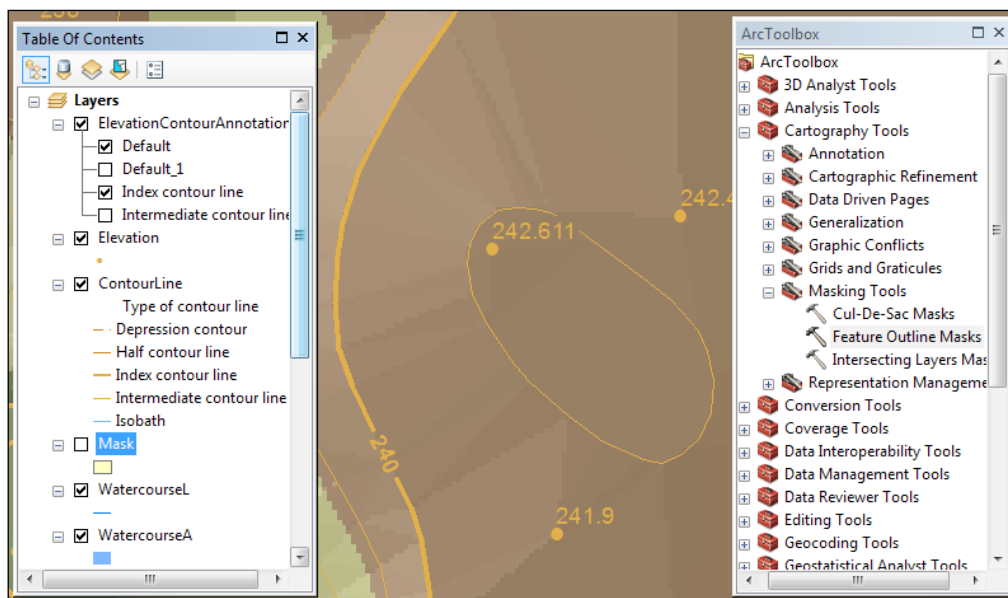 Table Of Contents
Layers
ElevationContourAnnotation
Default
Default_1
Index contour line
Intermediate contour line
Elevation
ContourLine
Type of contour line
Depression contour
Half contour line
Index contour line
Intermediate contour line
Isobath
Mask
WatercourseL
WatercourseA
242.611
242.4
240
241.9
ArcToolbox
ArcToolbox
3D Analyst Tools
Analysis Tools
Cartography Tools
Annotation
Cartographic Refinement
Data Driven Pages
Generalization
Graphic Conflicts
Grids and Graticules
Masking Tools
Cul-De-Sac Masks
Feature Outline Masks
Intersecting Layers Mas
Representation Manageme
Conversion Tools
Coverage Tools
Data Interoperability Tools
Data Management Tools
Data Reviewer Tools
Editing Tools
Geocoding Tools
Geostatistical Analyst Tools